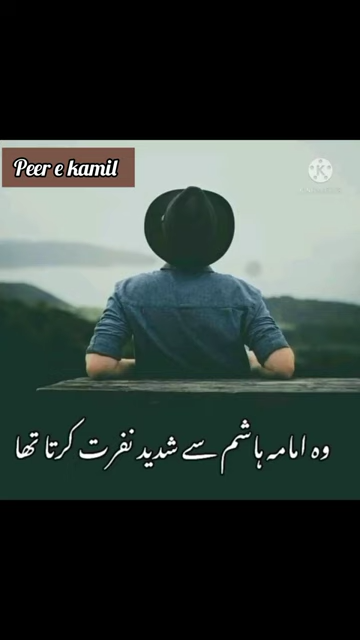 Peer e kamil
وہ امامہ ہاشم سے شدید نفرت کرتا تھا